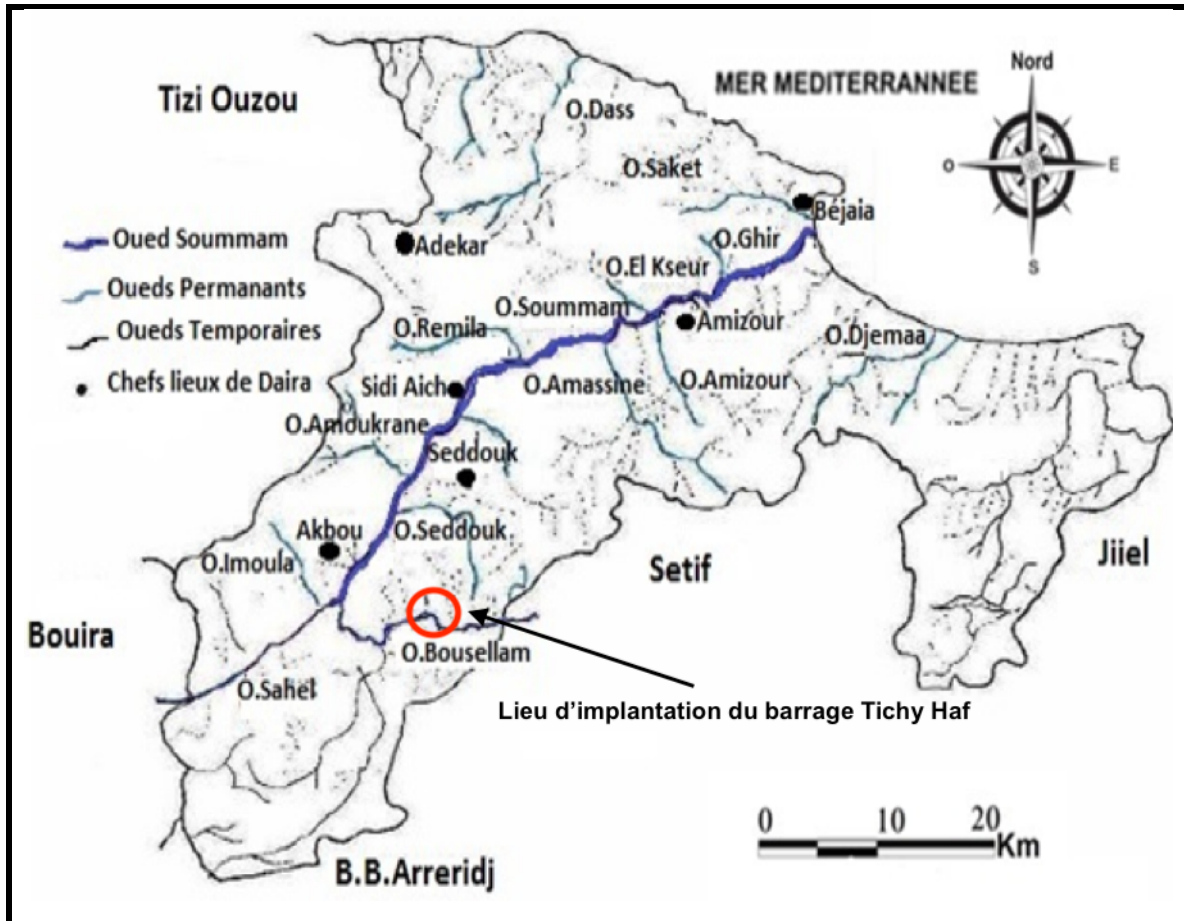 Nord
MER MEDITERRANNEE
Tizi Ouzou
O.Dass
O
E
O.Saket
Béjaia
Oued Soummam
Adekar
O.Ghir
S
O.El Kseur
Oueds Permanants
O.Soummam
Oueds Temporaires
O.Remila
Amizour
O.Djemaa
Chefs lieux de Daira
Sidi Aich
O.Amassine
O.Amizour
O.Amoukrane
Seddouk
Akbou
O.Seddouk
O.Imoula
Setif
Jiiel
Bouira
O.Bousellam
O.Sahel
Lieu d’implantation du barrage Tichy Haf
0 10 20
Km
B.B.Arreridj